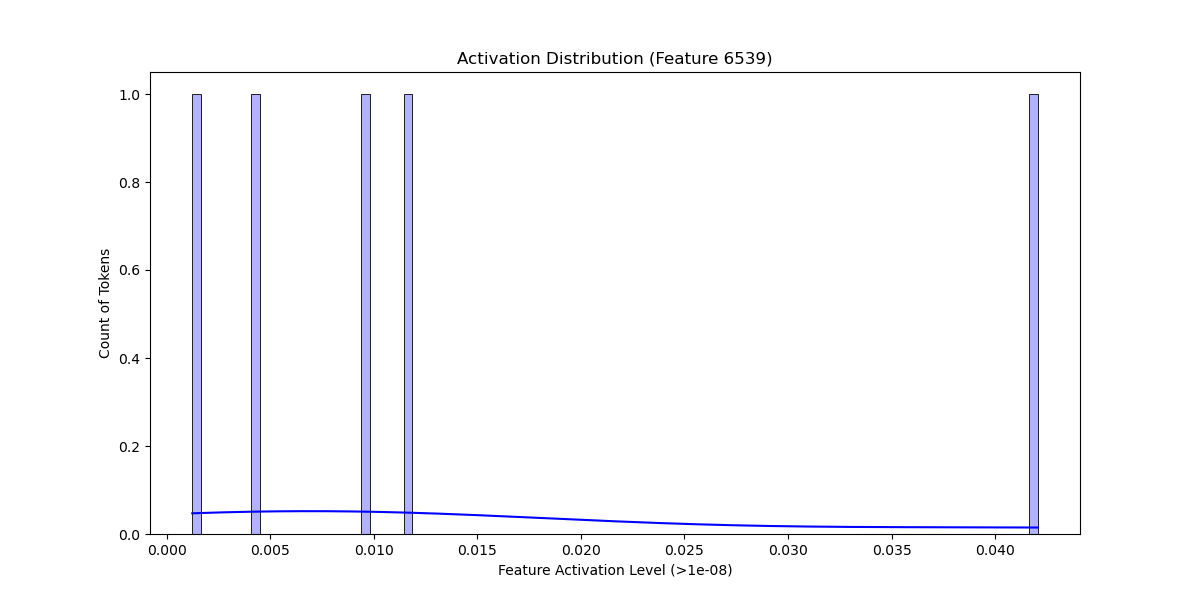 Activation Distribution (Feature 6539)
1.0
0.8
0.6
0.4
0.2
0.0
Count of Tokens
0.000 0.005 0.010 0.015 0.020 0.025 0.030 0.035 0.040
Feature Activation Level (>1e-08)